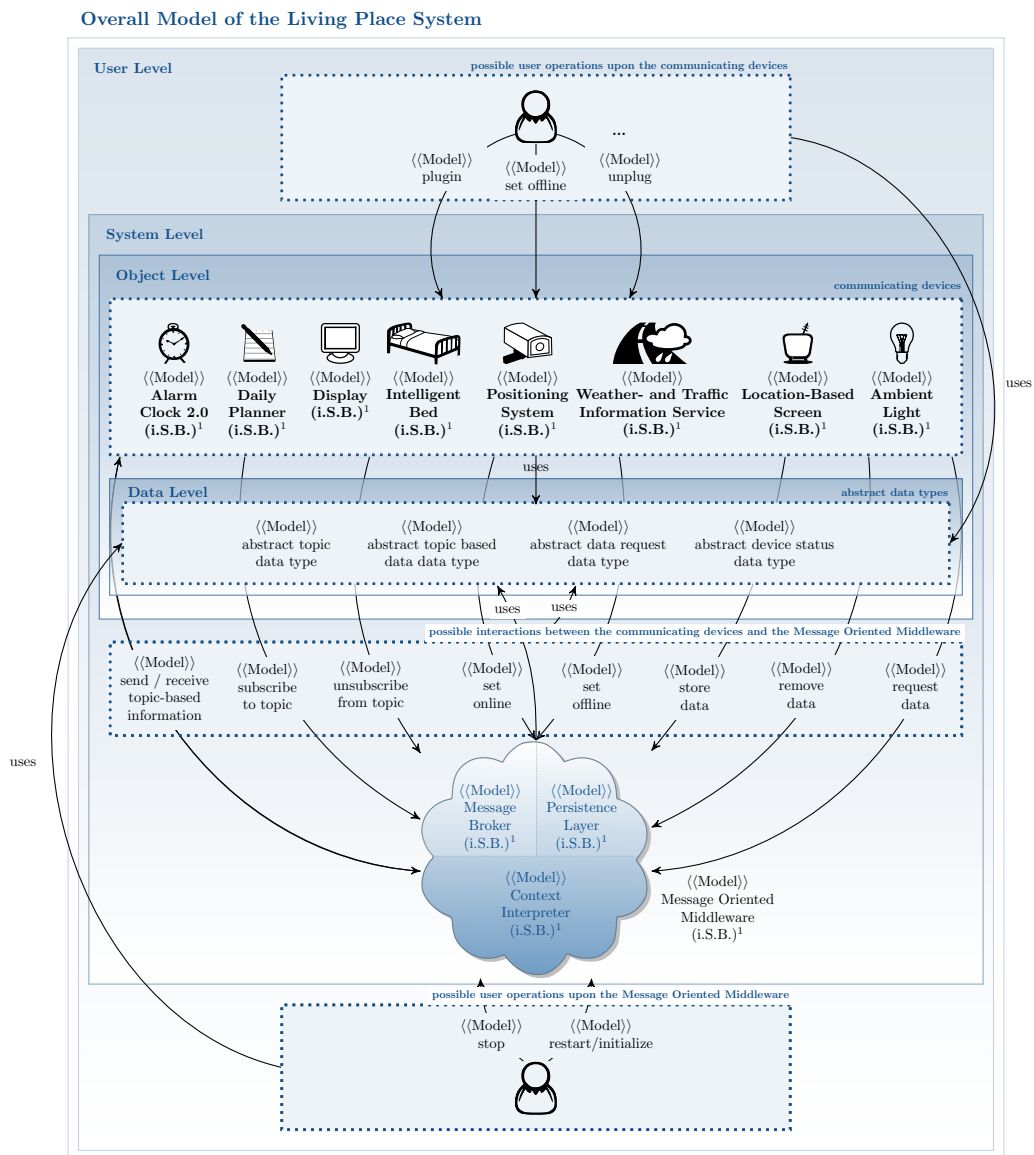 Overall Model of the Living Place System
User Level
possible user operations upon the communicating devices
...
⟨⟨Model⟩⟩
plugin
⟨⟨Model⟩⟩
set offline
⟨⟨Model⟩⟩
unplug
System Level
Object Level
communicating devices
⟨⟨Model⟩⟩
Alarm
Clock 2.0
(i.S.B.)¹
⟨⟨Model⟩⟩
Daily
Planner
(i.S.B.)¹
⟨⟨Model⟩⟩
Display
(i.S.B.)¹
⟨⟨Model⟩⟩
Intelligent
Bed
(i.S.B.)¹
⟨⟨Model⟩⟩
Positioning
System
(i.S.B.)¹
⟨⟨Model⟩⟩
Weather- and Traffic
Information Service
(i.S.B.)¹
⟨⟨Model⟩⟩
Location-Based
Screen
(i.S.B.)¹
⟨⟨Model⟩⟩
Ambient
Light
(i.S.B.)¹
uses
uses
Data Level
abstract data types
⟨⟨Model⟩⟩
abstract topic
data type
⟨⟨Model⟩⟩
abstract topic based
data data type
⟨⟨Model⟩⟩
abstract data request
data type
⟨⟨Model⟩⟩
abstract device status
data type
uses
uses
possible interactions between the communicating devices and the Message Oriented Middleware
⟨⟨Model⟩⟩
send / receive
topic-based
information
⟨⟨Model⟩⟩
subscribe
to topic
⟨⟨Model⟩⟩
unsubscribe
from topic
⟨⟨Model⟩⟩
set
online
⟨⟨Model⟩⟩
set
offline
⟨⟨Model⟩⟩
store
data
⟨⟨Model⟩⟩
remove
data
⟨⟨Model⟩⟩
request
data
uses
⟨⟨Model⟩⟩
Message
Broker
(i.S.B.)¹
⟨⟨Model⟩⟩
Persistence
Layer
(i.S.B.)¹
⟨⟨Model⟩⟩
Context
Interpreter
(i.S.B.)¹
⟨⟨Model⟩⟩
Message Oriented
Middleware
(i.S.B.)¹
possible user operations upon the Message Oriented Middleware
⟨⟨Model⟩⟩
stop
⟨⟨Model⟩⟩
restart/initialize